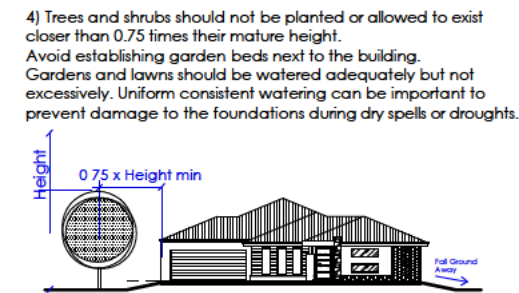 4) Trees and shrubs should not be planted or allowed to exist
closer than 0.75 times their mature height.
Avoid establishing garden beds next to the building.
Gardens and lawns should be watered adequately but not
excessively. Uniform consistent watering can be important to
prevent damage to the foundations during dry spells or droughts.
Height
0 75 x Height min
Fall Ground
Away